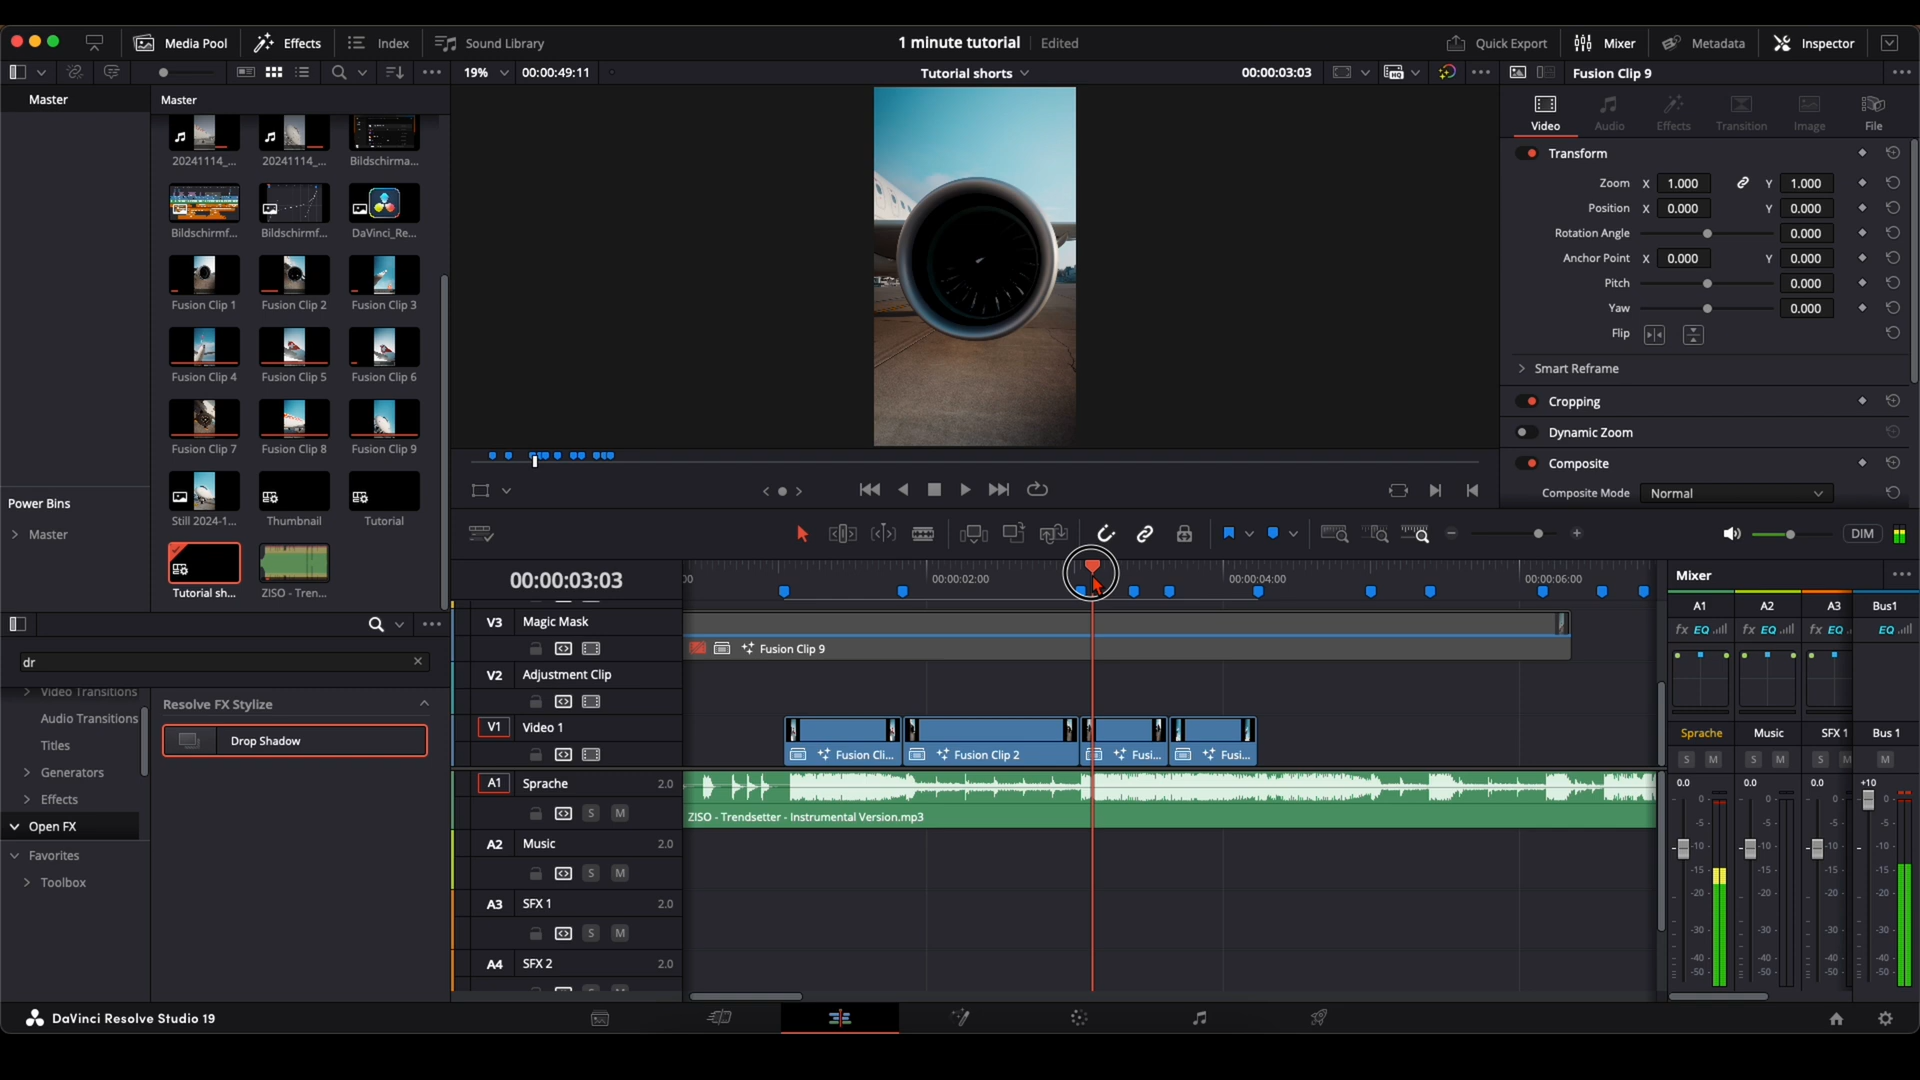 Media Pool
Effects
Index
Sound Library
1 minute tutorial
Edited
Quick Export
Mixer
Metadata
Inspector
19%
00:00:49:11
Tutorial shorts
00:00:03:03
Fusion Clip 9
Master
Master
20241114_...
20241114_...
Bildschirma...
Bildschirmf...
Bildschirmf...
DaVinci_Re...
Fusion Clip 1
Fusion Clip 2
Fusion Clip 3
Fusion Clip 4
Fusion Clip 5
Fusion Clip 6
Fusion Clip 7
Fusion Clip 8
Fusion Clip 9
Still 2024-1...
Thumbnail
Tutorial
Tutorial sh...
ZISO - Tren...
Power Bins
Master
Video
Audio
Effects
Transition
Image
File
Transform
Zoom X 1.000 Y 1.000
Position X 0.000 Y 0.000
Rotation Angle 0.000
Anchor Point X 0.000 Y 0.000
Pitch 0.000
Yaw 0.000
Flip
Smart Reframe
Cropping
Dynamic Zoom
Composite
Composite Mode Normal
DIM
dr
Video Transitions
Audio Transitions
Titles
Generators
Effects
Open FX
Favorites
Toolbox
Resolve FX Stylize
Drop Shadow
00:00:03:03
00
00:00:02:00
00:00:04:00
00:00:06:00
V3 Magic Mask
Fusion Clip 9
V2 Adjustment Clip
V1 Video 1
Fusion Cli...
Fusion Clip 2
Fusi...
Fusi...
A1 Sprache 2.0
S M
ZISO - Trendsetter - Instrumental Version.mp3
A2 Music 2.0
S M
A3 SFX 1 2.0
S M
A4 SFX 2 2.0
Mixer
A1 A2 A3 Bus1
fx EQ fx EQ fx EQ EQ
Sprache Music SFX 1 Bus 1
S M S M S M M
0.0 0.0 0.0 +10
0 0 0 0
-5 -5 -5 -5
-10 -10 -10 -10
-15 -15 -15 -15
-20 -20 -20 -20
-30 -30 -30 -30
-40 -40 -40 -40
-50 -50 -50 -50
DaVinci Resolve Studio 19